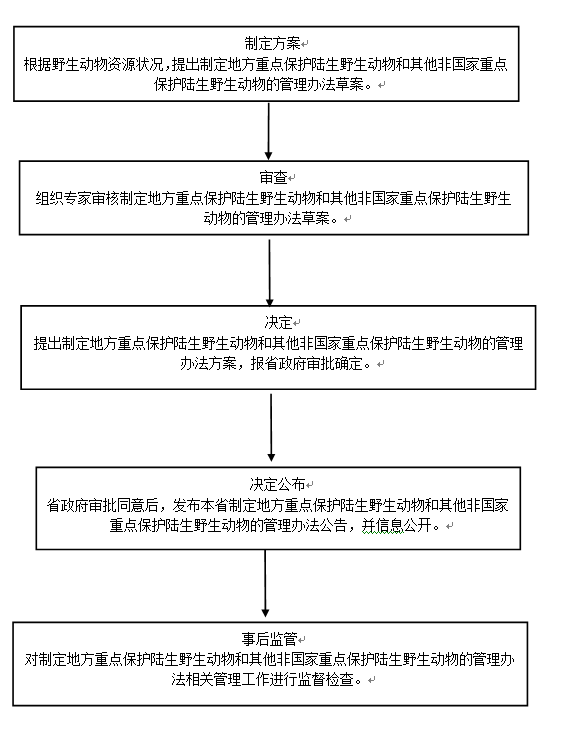 制定方案
根据野生动物资源状况，提出制定地方重点保护陆生野生动物和其他非国家重点
保护陆生野生动物的管理办法草案。
审查
组织专家审核制定地方重点保护陆生野生动物和其他非国家重点保护陆生野生
动物的管理办法草案。
决定
提出制定地方重点保护陆生野生动物和其他非国家重点保护陆生野生动物的管理
办法方案，报省政府审批确定。
决定公布
省政府审批同意后，发布本省制定地方重点保护陆生野生动物和其他非国家
重点保护陆生野生动物的管理办法公告，并信息公开。
事后监管
对制定地方重点保护陆生野生动物和其他非国家重点保护陆生野生动物的管理办
法相关管理工作进行监督检查。